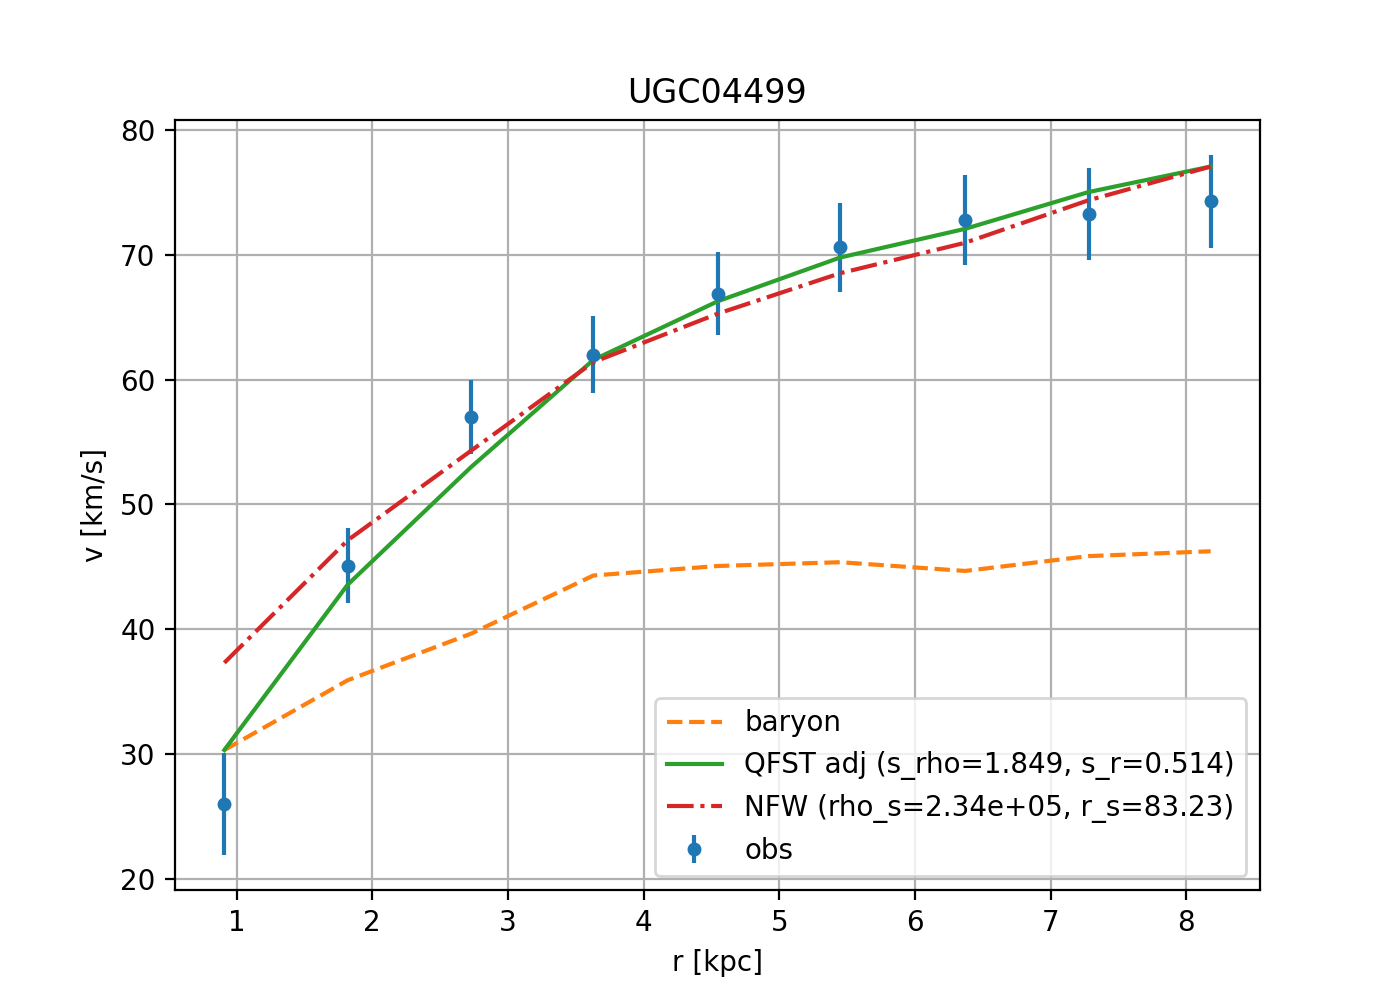 UGC04499
80
70
60
50
40
30
20
v [km/s]
baryon
QFST adj (s_rho=1.849, s_r=0.514)
NFW (rho_s=2.34e+05, r_s=83.23)
obs
1 2 3 4 5 6 7 8
r [kpc]